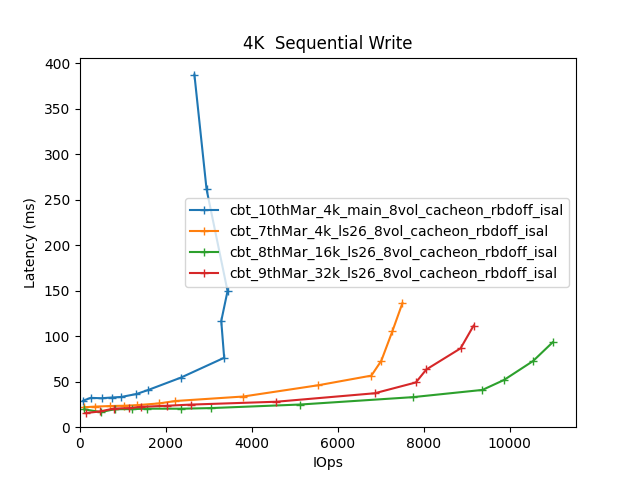 4K  Sequential Write
400
350
300
250
200
150
100
50
0
Latency (ms)
cbt_10thMar_4k_main_8vol_cacheon_rbdoff_isal
cbt_7thMar_4k_ls26_8vol_cacheon_rbdoff_isal
cbt_8thMar_16k_ls26_8vol_cacheon_rbdoff_isal
cbt_9thMar_32k_ls26_8vol_cacheon_rbdoff_isal
0 2000 4000 6000 8000 10000
IOps